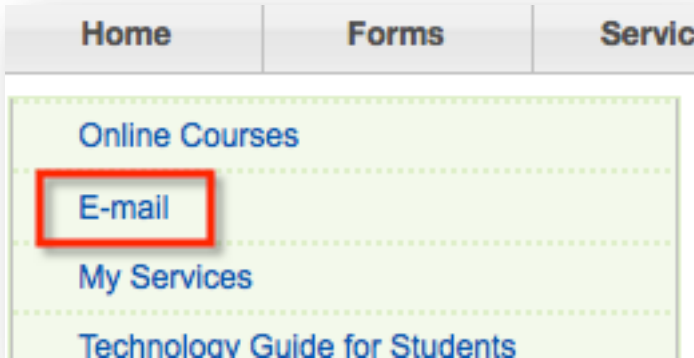 Home Forms Servic
Online Courses
E-mail
My Services
Technology Guide for Students